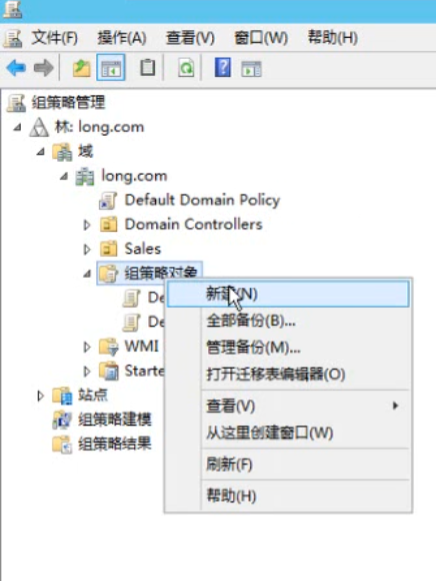 文件(F) 操作(A) 查看(V) 窗口(W) 帮助(H)
组策略管理
林: long.com
域
long.com
Default Domain Policy
Domain Controllers
Sales
组策略对象
新建(N)
De
全部备份(B)...
De
管理备份(M)...
WMI
打开迁移表编辑器(O)
Starte
查看(V)
站点
组策略建模
从这里创建窗口(W)
组策略结果
刷新(F)
帮助(H)